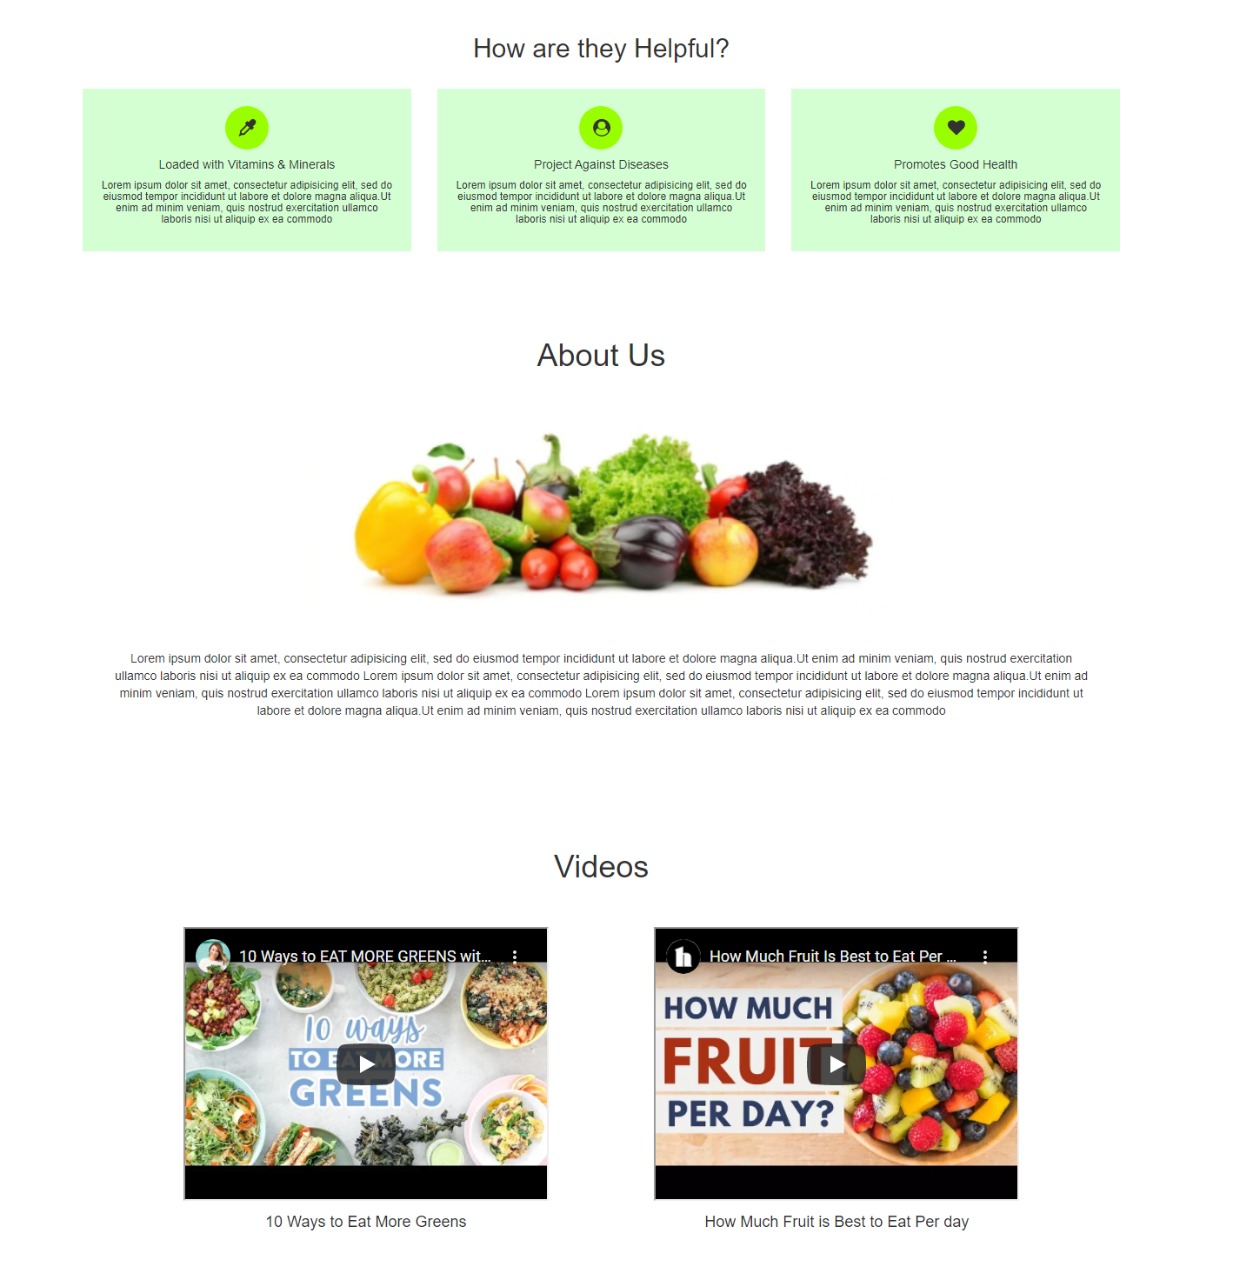 How are they Helpful?
Loaded with Vitamins & Minerals
Lorem ipsum dolor sit amet, consectetur adipisicing elit, sed do
eiusmod tempor incididunt ut labore et dolore magna aliqua.Ut
enim ad minim veniam, quis nostrud exercitation ullamco
laboris nisi ut aliquip ex ea commodo
Project Against Diseases
Lorem ipsum dolor sit amet, consectetur adipisicing elit, sed do
eiusmod tempor incididunt ut labore et dolore magna aliqua.Ut
enim ad minim veniam, quis nostrud exercitation ullamco
laboris nisi ut aliquip ex ea commodo
Promotes Good Health
Lorem ipsum dolor sit amet, consectetur adipisicing elit, sed do
eiusmod tempor incididunt ut labore et dolore magna aliqua.Ut
enim ad minim veniam, quis nostrud exercitation ullamco
laboris nisi ut aliquip ex ea commodo
About Us
Lorem ipsum dolor sit amet, consectetur adipisicing elit, sed do eiusmod tempor incididunt ut labore et dolore magna aliqua.Ut enim ad minim veniam, quis nostrud exercitation
ullamco laboris nisi ut aliquip ex ea commodo Lorem ipsum dolor sit amet, consectetur adipisicing elit, sed do eiusmod tempor incididunt ut labore et dolore magna aliqua.Ut enim ad
minim veniam, quis nostrud exercitation ullamco laboris nisi ut aliquip ex ea commodo Lorem ipsum dolor sit amet, consectetur adipisicing elit, sed do eiusmod tempor incididunt ut
labore et dolore magna aliqua.Ut enim ad minim veniam, quis nostrud exercitation ullamco laboris nisi ut aliquip ex ea commodo
Videos
10 Ways to EAT MORE GREENS wit...
10 ways
TO EAT MORE
GREENS
10 Ways to Eat More Greens
h How Much Fruit Is Best to Eat Per ...
HOW MUCH
FRUIT
PER DAY?
How Much Fruit is Best to Eat Per day